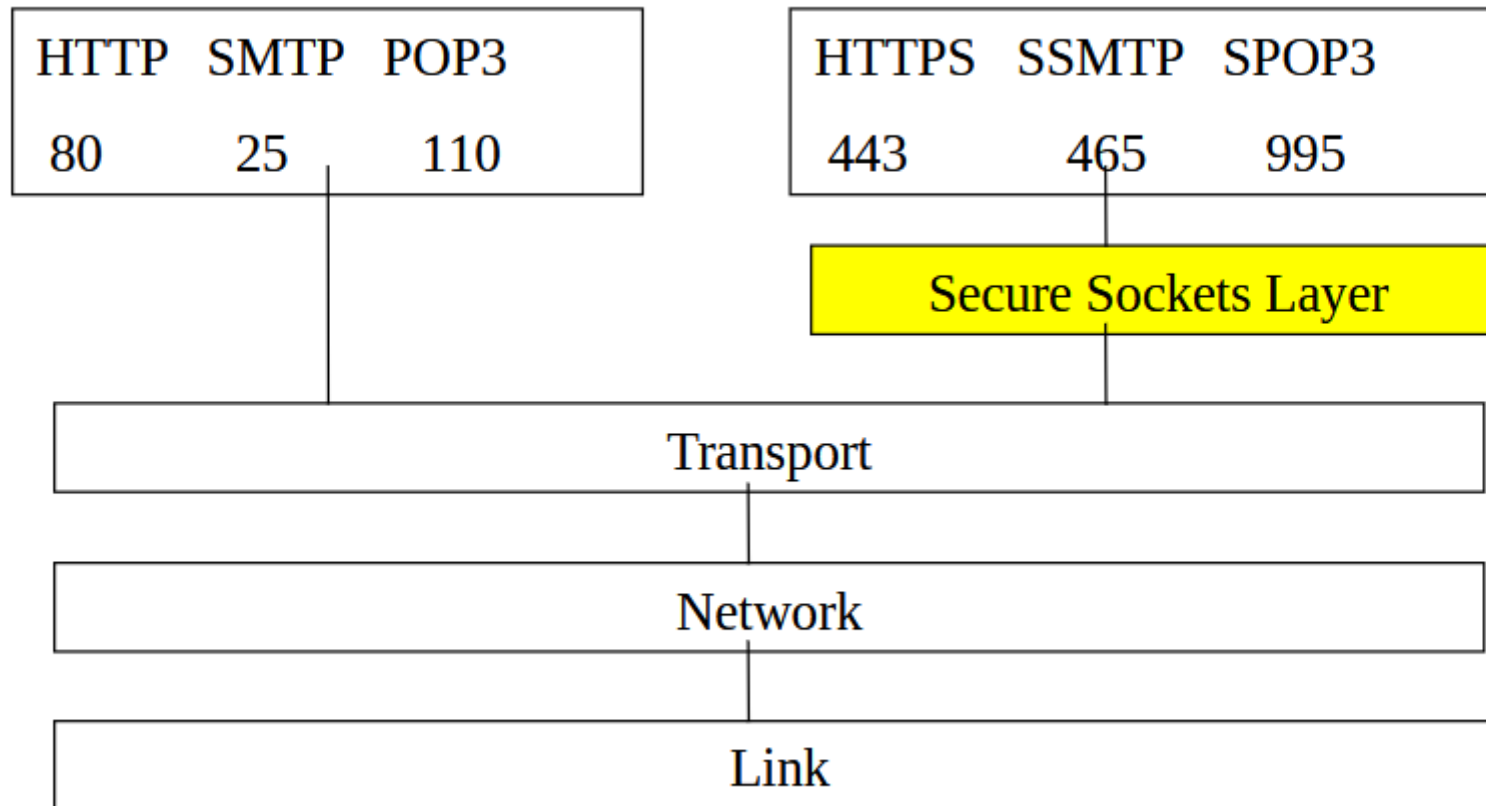 HTTP SMTP POP3
80 25 110
HTTPS SSMTP SPOP3
443 465 995
Secure Sockets Layer
Transport
Network
Link